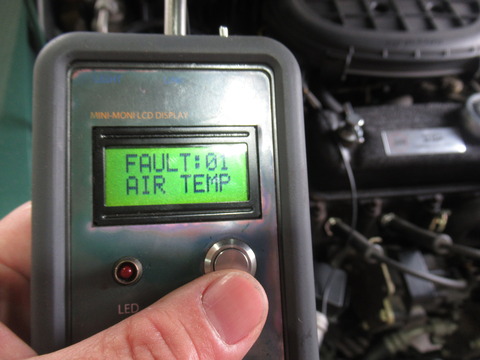 MINI-MONI LCD DISPLAY
FAULT:01
AIR TEMP
LED